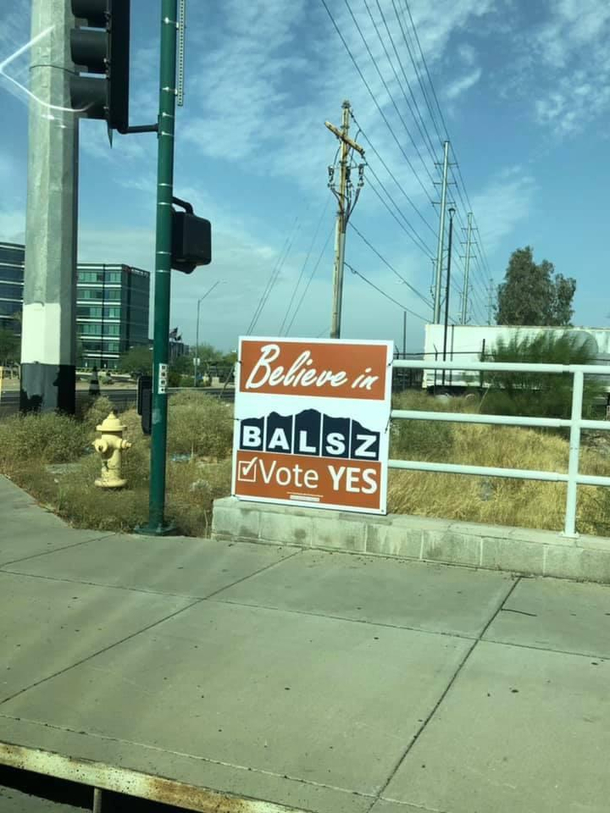 Believe in
BALSZ
Vote YES